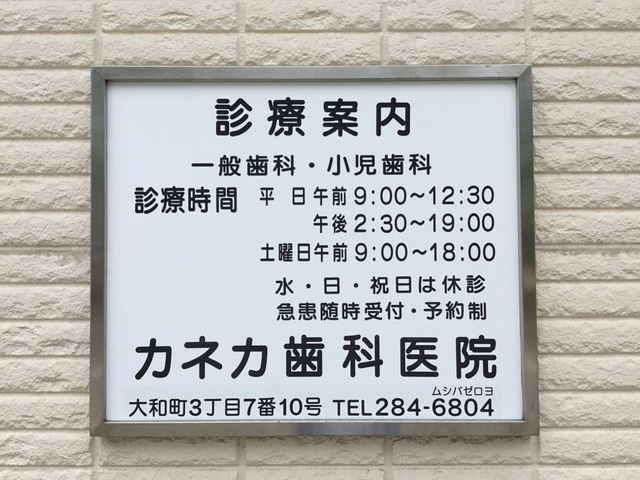 診療案内
一般歯科・小児歯科
診療時間 平 日 午前 9:00〜12:30
午後 2:30〜19:00
土曜日 午前 9:00〜18:00
水・日・祝日は休診
急患随時受付・予約制
カネカ歯科医院
ムシバゼロヨ
大和町3丁目7番10号 TEL 284-6804